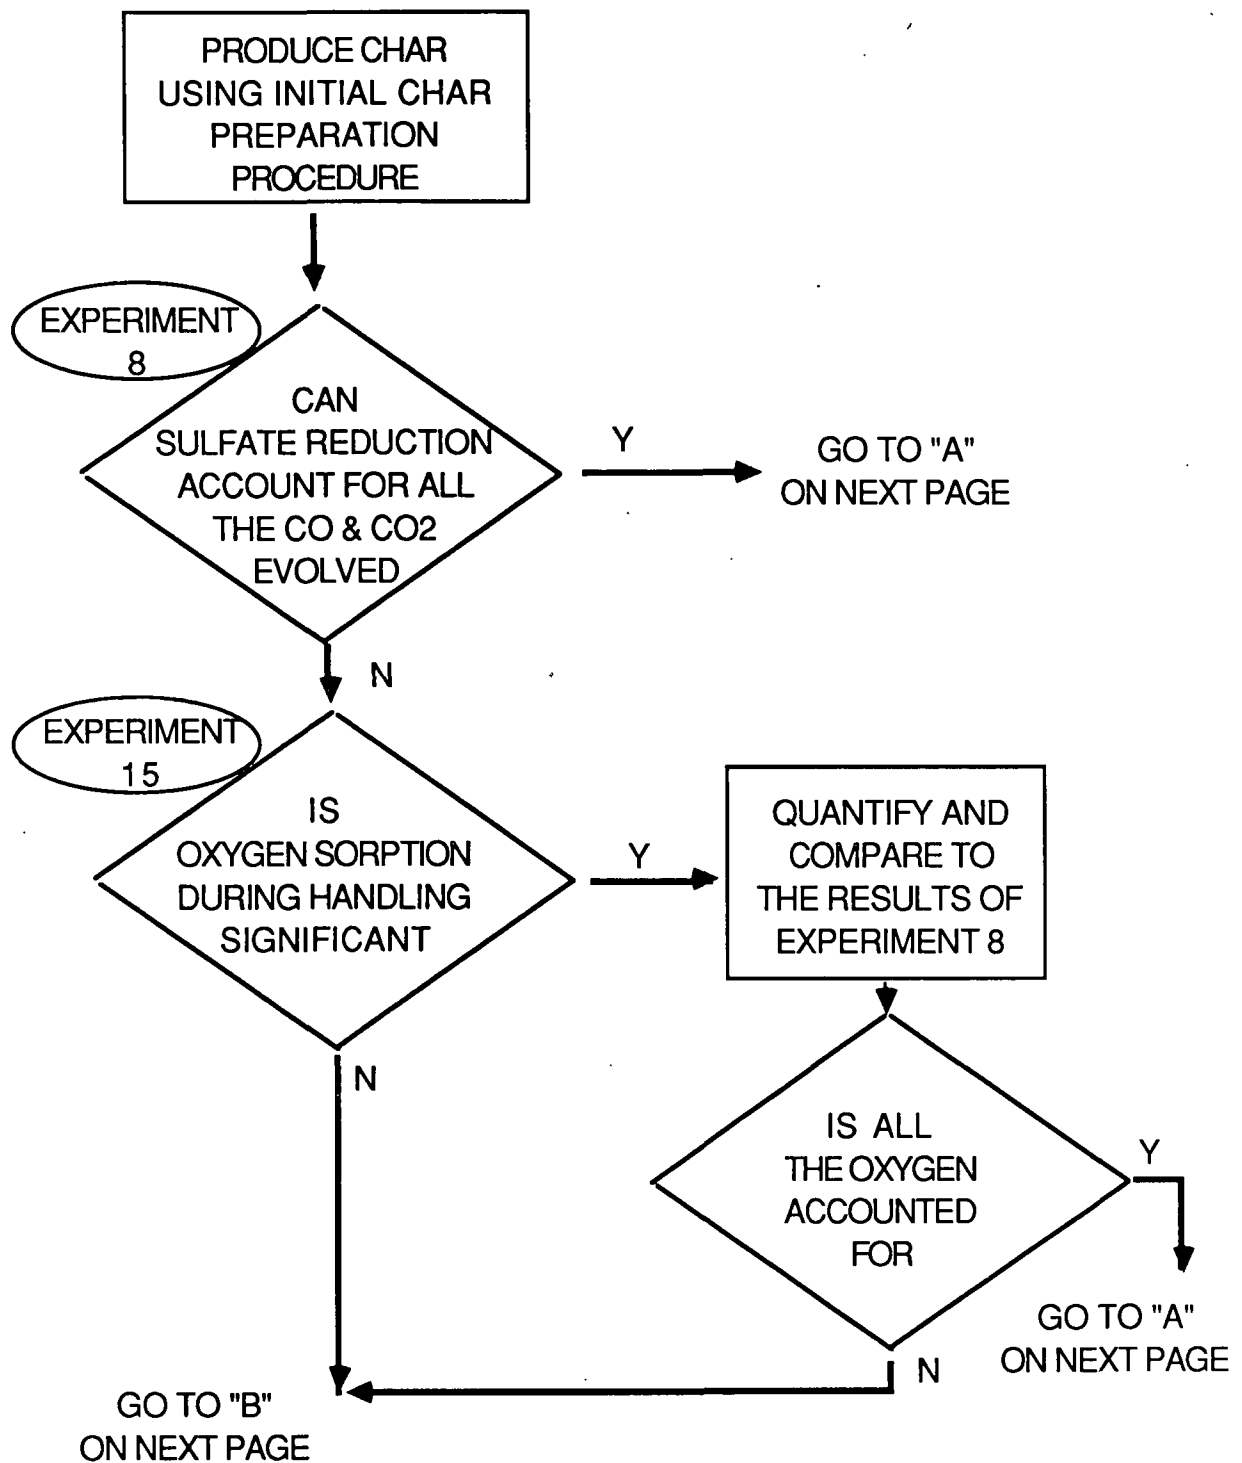 PRODUCE CHAR
USING INITIAL CHAR
PREPARATION
PROCEDURE
EXPERIMENT
8
CAN
SULFATE REDUCTION
ACCOUNT FOR ALL
THE CO & CO2
EVOLVED
Y
GO TO "A"
ON NEXT PAGE
N
EXPERIMENT
15
IS
OXYGEN SORPTION
DURING HANDLING
SIGNIFICANT
Y
QUANTIFY AND
COMPARE TO
THE RESULTS OF
EXPERIMENT 8
N
IS ALL
THE OXYGEN
ACCOUNTED
FOR
Y
GO TO "A"
ON NEXT PAGE
N
GO TO "B"
ON NEXT PAGE